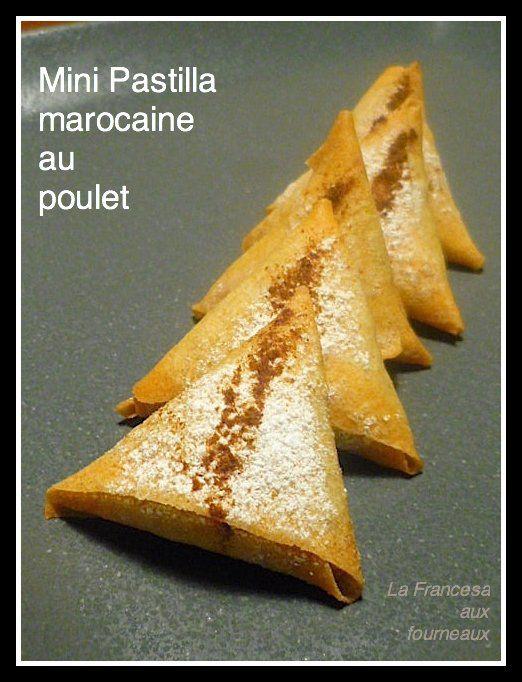 Mini Pastilla
marocaine
au
poulet
La Francesa
aux
fourneaux